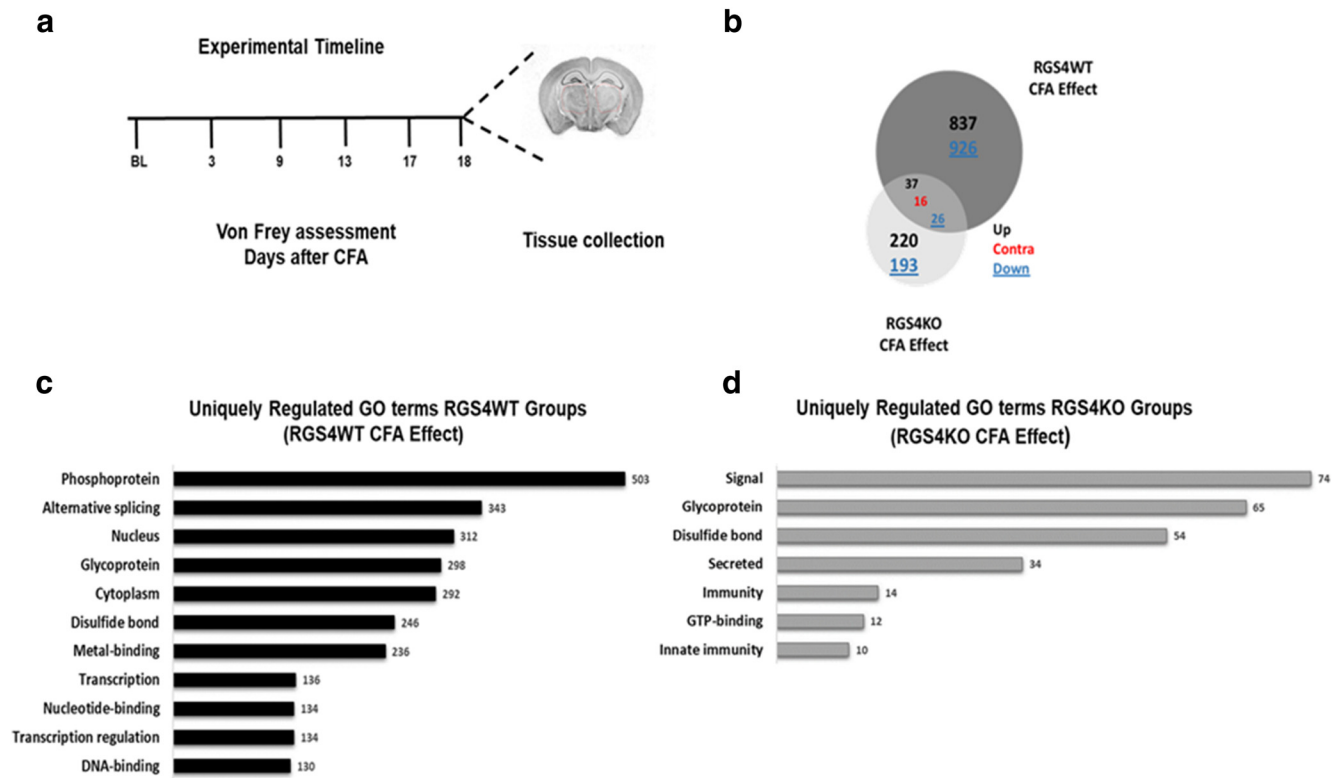 a
Experimental Timeline
BL 3 9 13 17 18
Von Frey assessment
Days after CFA
Tissue collection
b
RGS4WT
CFA Effect
837
926
37
16
26
220
193
Up
Contra
Down
RGS4KO
CFA Effect
c
Uniquely Regulated GO terms RGS4WT Groups
(RGS4WT CFA Effect)
Phosphoprotein 503
Alternative splicing 343
Nucleus 312
Glycoprotein 298
Cytoplasm 292
Disulfide bond 246
Metal-binding 236
Transcription 136
Nucleotide-binding 134
Transcription regulation 134
DNA-binding 130
d
Uniquely Regulated GO terms RGS4KO Groups
(RGS4KO CFA Effect)
Signal 74
Glycoprotein 65
Disulfide bond 54
Secreted 34
Immunity 14
GTP-binding 12
Innate immunity 10